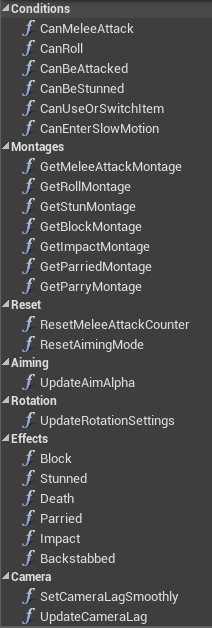 Conditions
CanMeleeAttack
CanRoll
CanBeAttacked
CanBeStunned
CanUseOrSwitchItem
CanEnterSlowMotion
Montages
GetMeleeAttackMontage
GetRollMontage
GetStunMontage
GetBlockMontage
GetImpactMontage
GetParriedMontage
GetParryMontage
Reset
ResetMeleeAttackCounter
ResetAimingMode
Aiming
UpdateAimAlpha
Rotation
UpdateRotationSettings
Effects
Block
Stunned
Death
Parried
Impact
Backstabbed
Camera
SetCameraLagSmoothly
UpdateCameraLag